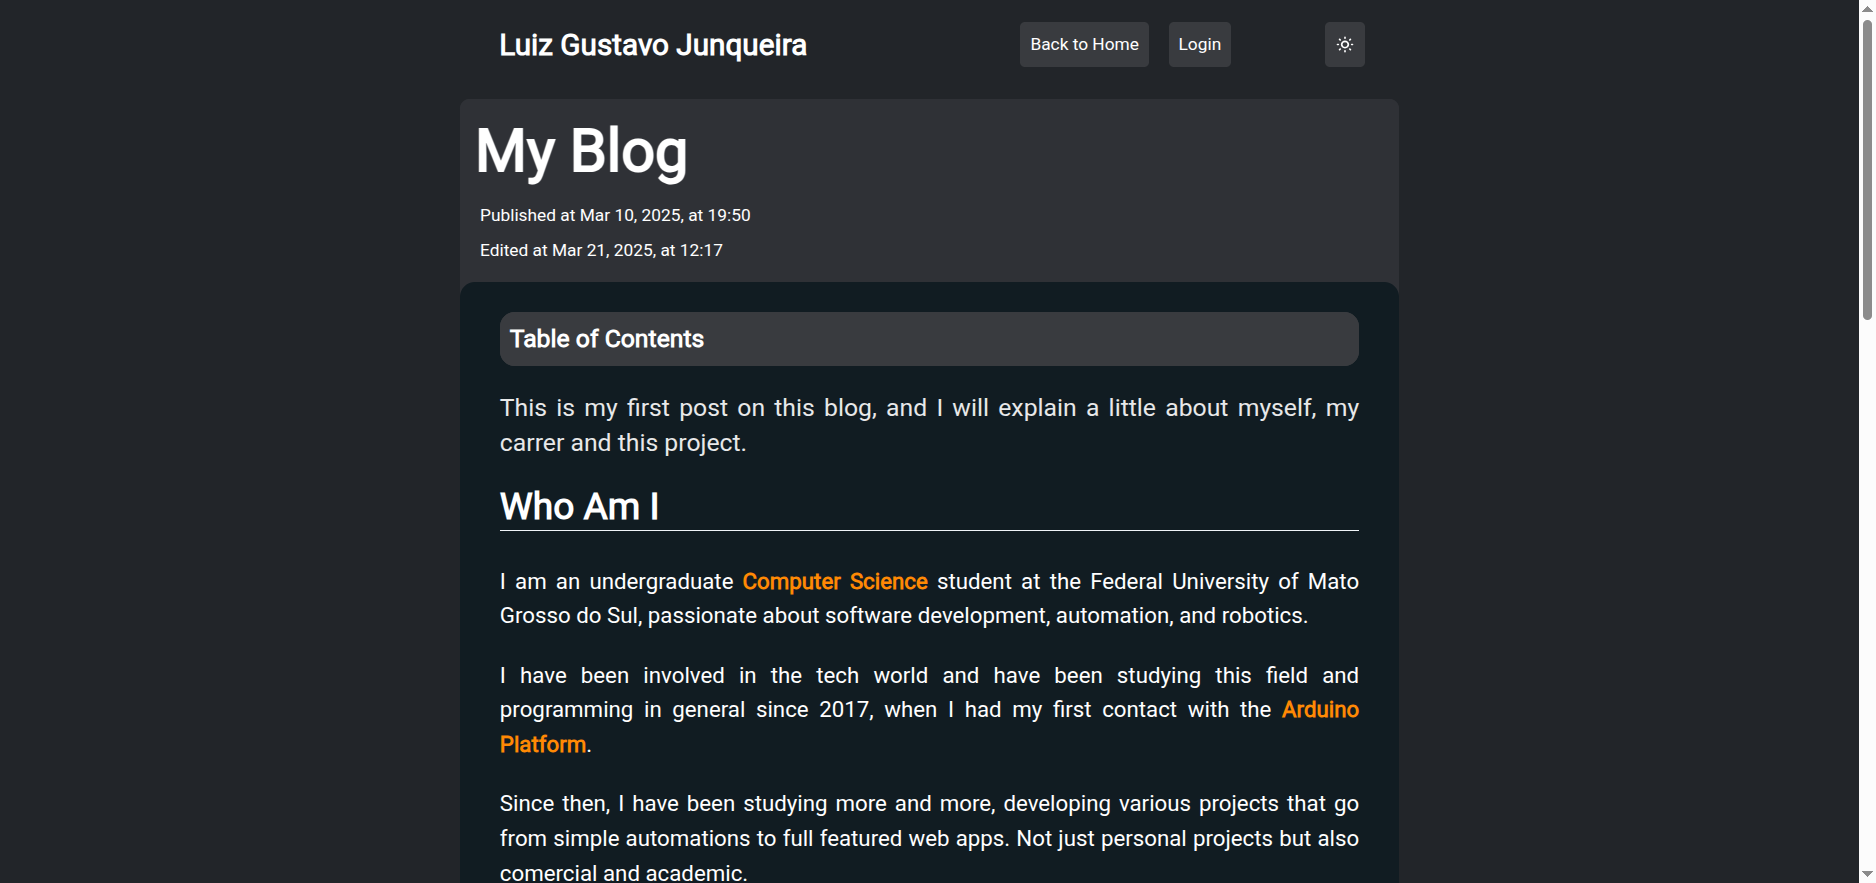 Luiz Gustavo Junqueira
Back to Home
Login
My Blog
Published at Mar 10, 2025, at 19:50
Edited at Mar 21, 2025, at 12:17
Table of Contents
This is my first post on this blog, and I will explain a little about myself, my
carrer and this project.
Who Am I
I am an undergraduate Computer Science student at the Federal University of Mato
Grosso do Sul, passionate about software development, automation, and robotics.
I have been involved in the tech world and have been studying this field and
programming in general since 2017, when I had my first contact with the Arduino
Platform.
Since then, I have been studying more and more, developing various projects that go
from simple automations to full featured web apps. Not just personal projects but also
comercial and academic.